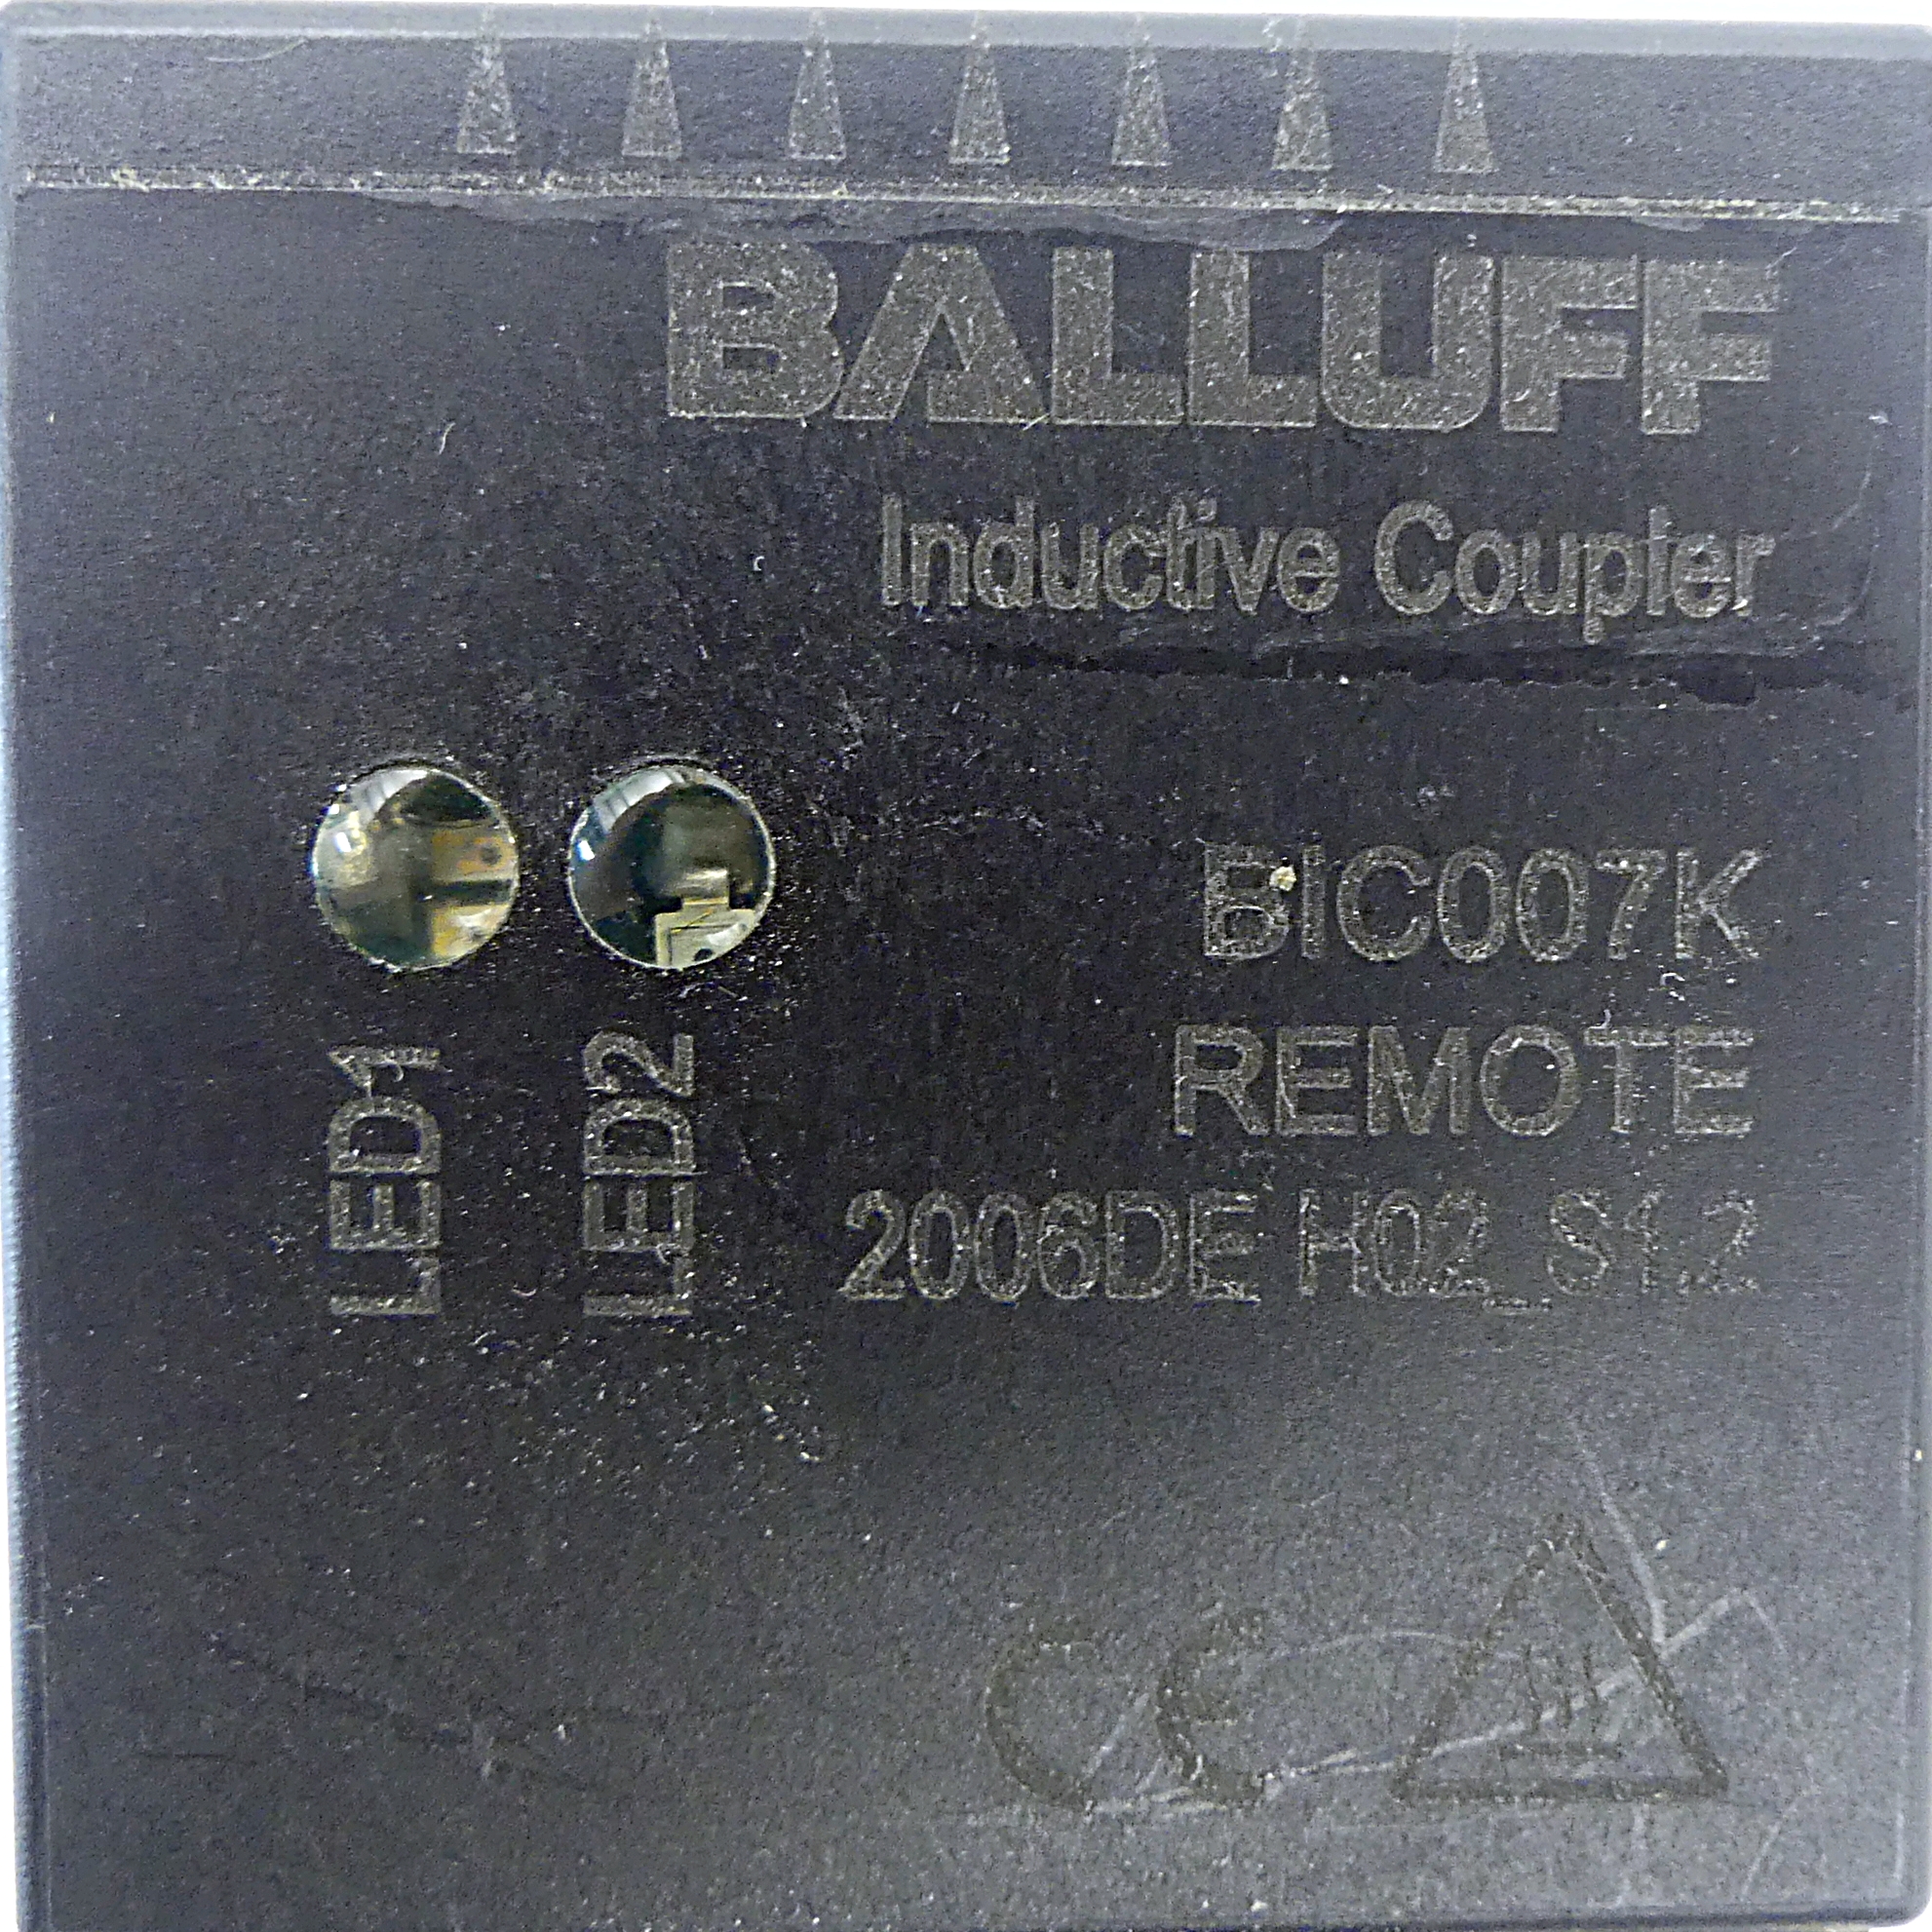 BALLUFF
Inductive Coupler
BIC007K
REMOTE
2006DE H02_S1.2
LED1
LED2
CE